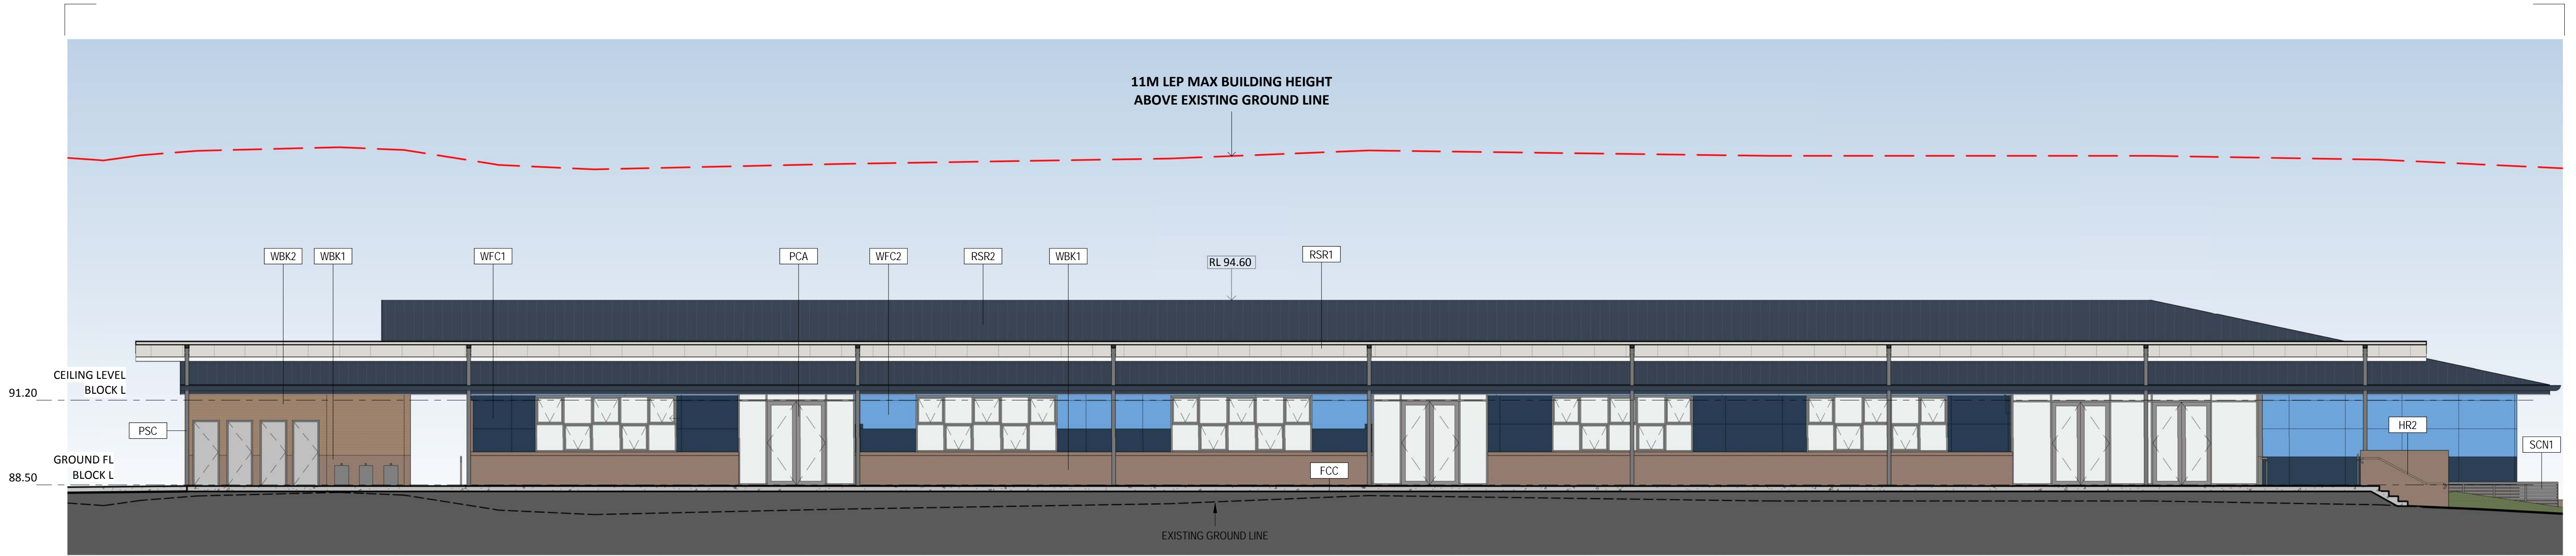 11M LEP MAX BUILDING HEIGHT
ABOVE EXISTING GROUND LINE
WBK2
WBK1
WFC1
PCA
WFC2
RSR2
WBK1
RL 94.60
RSR1
CEILING LEVEL
BLOCK L
91.20
PSC
HR2
SCN1
GROUND FL
BLOCK L
88.50
FCC
EXISTING GROUND LINE